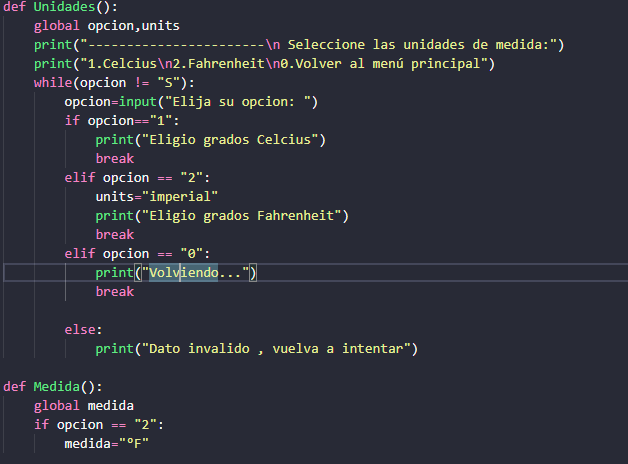 def Unidades():
    global opcion,units
    print("-----------------------\n Seleccione las unidades de medida:")
    print("1.Celcius\n2.Fahrenheit\n0.Volver al menú principal")
    while(opcion != "S"):
        opcion=input("Elija su opcion: ")
        if opcion=="1":
            print("Eligio grados Celcius")
            break
        elif opcion == "2":
            units="imperial"
            print("Eligio grados Fahrenheit")
            break
        elif opcion == "0":
            print("Volviendo...")
            break
        else:
            print("Dato invalido , vuelva a intentar")
def Medida():
    global medida
    if opcion == "2":
        medida="°F"